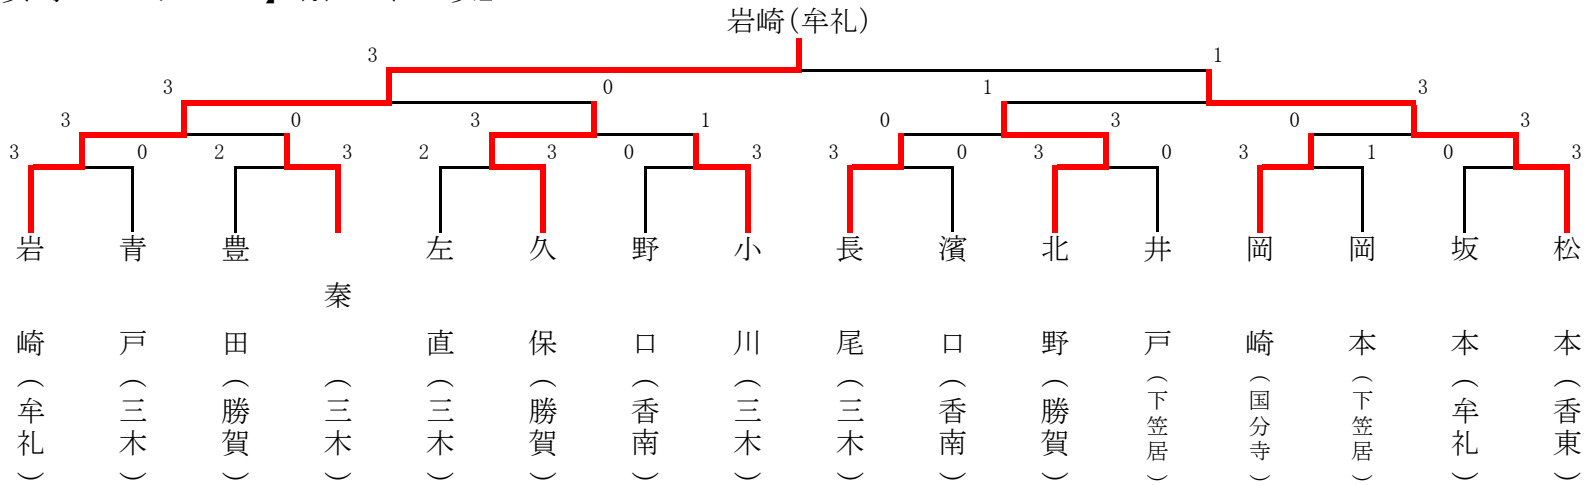 岩崎(牟礼)
3 1
3 0 1 3
3 0 3 1 0 3 0 3
3 0 2 3 2 3 0 3 3 0 3 0 3 1 0 3
岩崎(牟礼)
青戸(三木)
豊田(勝賀)
秦(三木)
左直(三木)
久保(勝賀)
野口(香南)
小川(三木)
長尾(三木)
濱口(香南)
北野(勝賀)
井戸(下笠居)
岡崎(国分寺)
岡本(下笠居)
坂本(牟礼)
松本(香東)